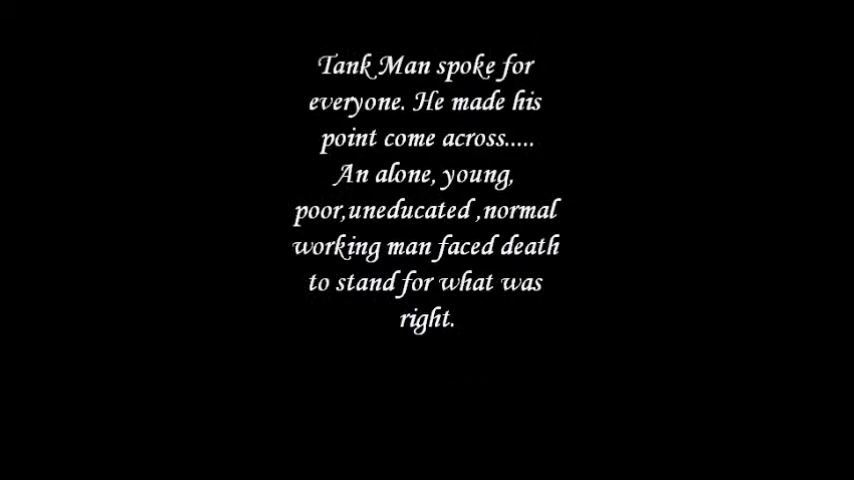 Tank Man spoke for
everyone. He made his
point come across.....
An alone, young,
poor,uneducated ,normal
working man faced death
to stand for what was
right.